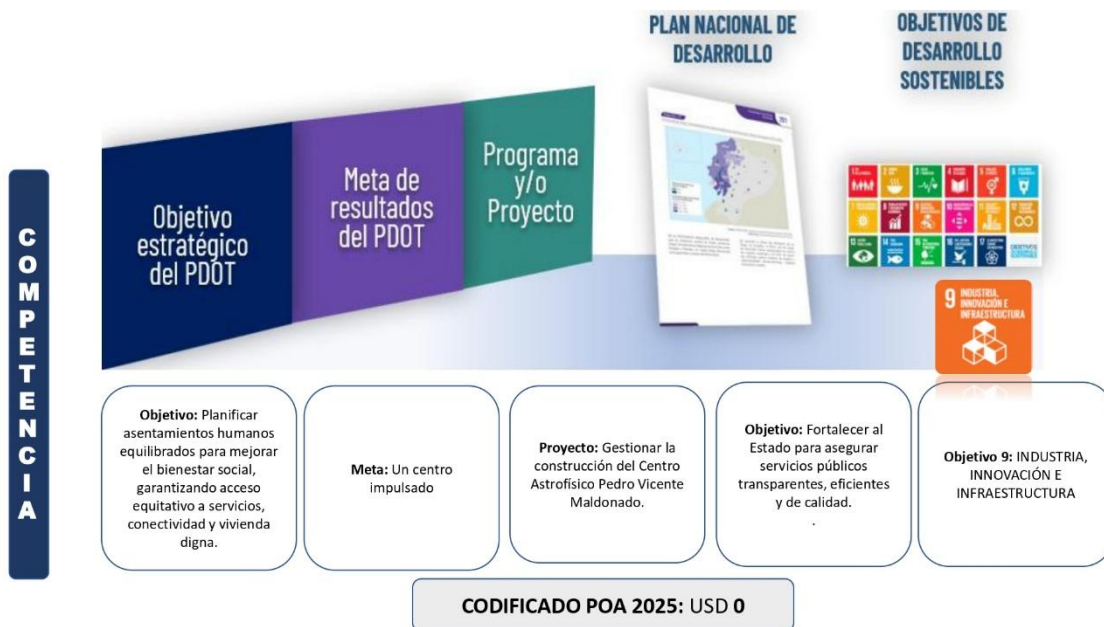 PLAN NACIONAL DE
DESARROLLO
OBJETIVOS DE
DESARROLLO
SOSTENIBLES
COMPETENCIA
Objetivo
estratégico
del PDOT
Meta de
resultados
del PDOT
Programa
y/o
Proyecto
9 INDUSTRIA,
INNOVACIÓN E
INFRAESTRUCTURA
Objetivo: Planificar
asentamientos humanos
equilibrados para mejorar
el bienestar social,
garantizando acceso
equitativo a servicios,
conectividad y vivienda
digna.
Meta: Un centro
impulsado
Proyecto: Gestionar la
construcción del Centro
Astrofísico Pedro Vicente
Maldonado.
Objetivo: Fortalecer al
Estado para asegurar
servicios públicos
transparentes, eficientes
y de calidad.
.
Objetivo 9: INDUSTRIA,
INNOVACIÓN E
INFRAESTRUCTURA
CODIFICADO POA 2025: USD 0